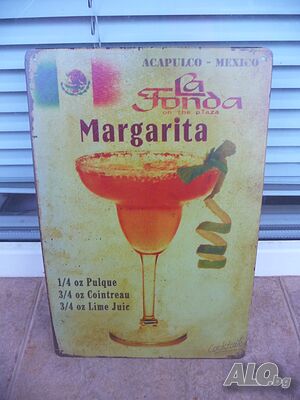 ACAPULCO - MEXICO
La
Fonda
on the plaza
Margarita
1/4 oz Pulque
3/4 oz Cointreau
3/4 oz Lime Juic
Cocktails
ALO.bg